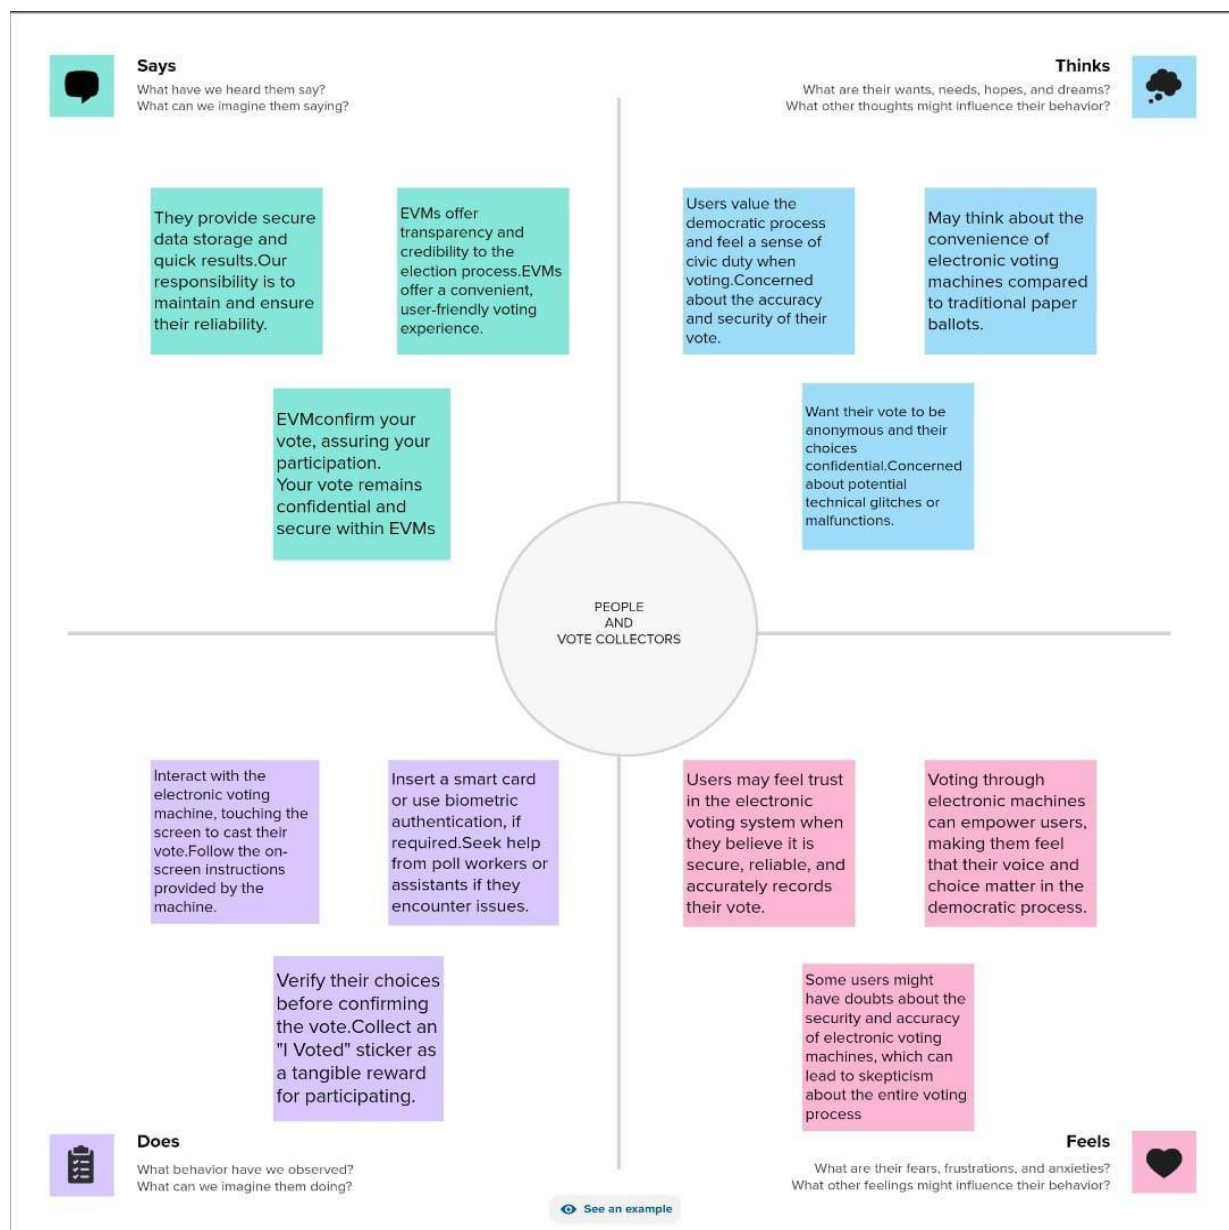 Says
What have we heard them say?
What can we imagine them saying?
Thinks
What are their wants, needs, hopes, and dreams?
What other thoughts might influence their behavior?
They provide secure
data storage and
quick results.Our
responsibility is to
maintain and ensure
their reliability.
EVMs offer
transparency and
credibility to the
election process.EVMs
offer a convenient,
user-friendly voting
experience.
EVMconfirm your
vote, assuring your
participation.
Your vote remains
confidential and
secure within EVMs
Users value the
democratic process
and feel a sense of
civic duty when
voting.Concerned
about the accuracy
and security of their
vote.
May think about the
convenience of
electronic voting
machines compared
to traditional paper
ballots.
Want their vote to be
anonymous and their
choices
confidential.Concerned
about potential
technical glitches or
malfunctions.
PEOPLE
AND
VOTE COLLECTORS
Interact with the
electronic voting
machine, touching the
screen to cast their
vote.Follow the on-
screen instructions
provided by the
machine.
Insert a smart card
or use biometric
authentication, if
required.Seek help
from poll workers or
assistants if they
encounter issues.
Verify their choices
before confirming
the vote.Collect an
"I Voted" sticker as
a tangible reward
for participating.
Users may feel trust
in the electronic
voting system when
they believe it is
secure, reliable, and
accurately records
their vote.
Voting through
electronic machines
can empower users,
making them feel
that their voice and
choice matter in the
democratic process.
Some users might
have doubts about the
security and accuracy
of electronic voting
machines, which can
lead to skepticism
about the entire voting
process
Does
What behavior have we observed?
What can we imagine them doing?
Feels
What are their fears, frustrations, and anxieties?
What other feelings might influence their behavior?
See an example